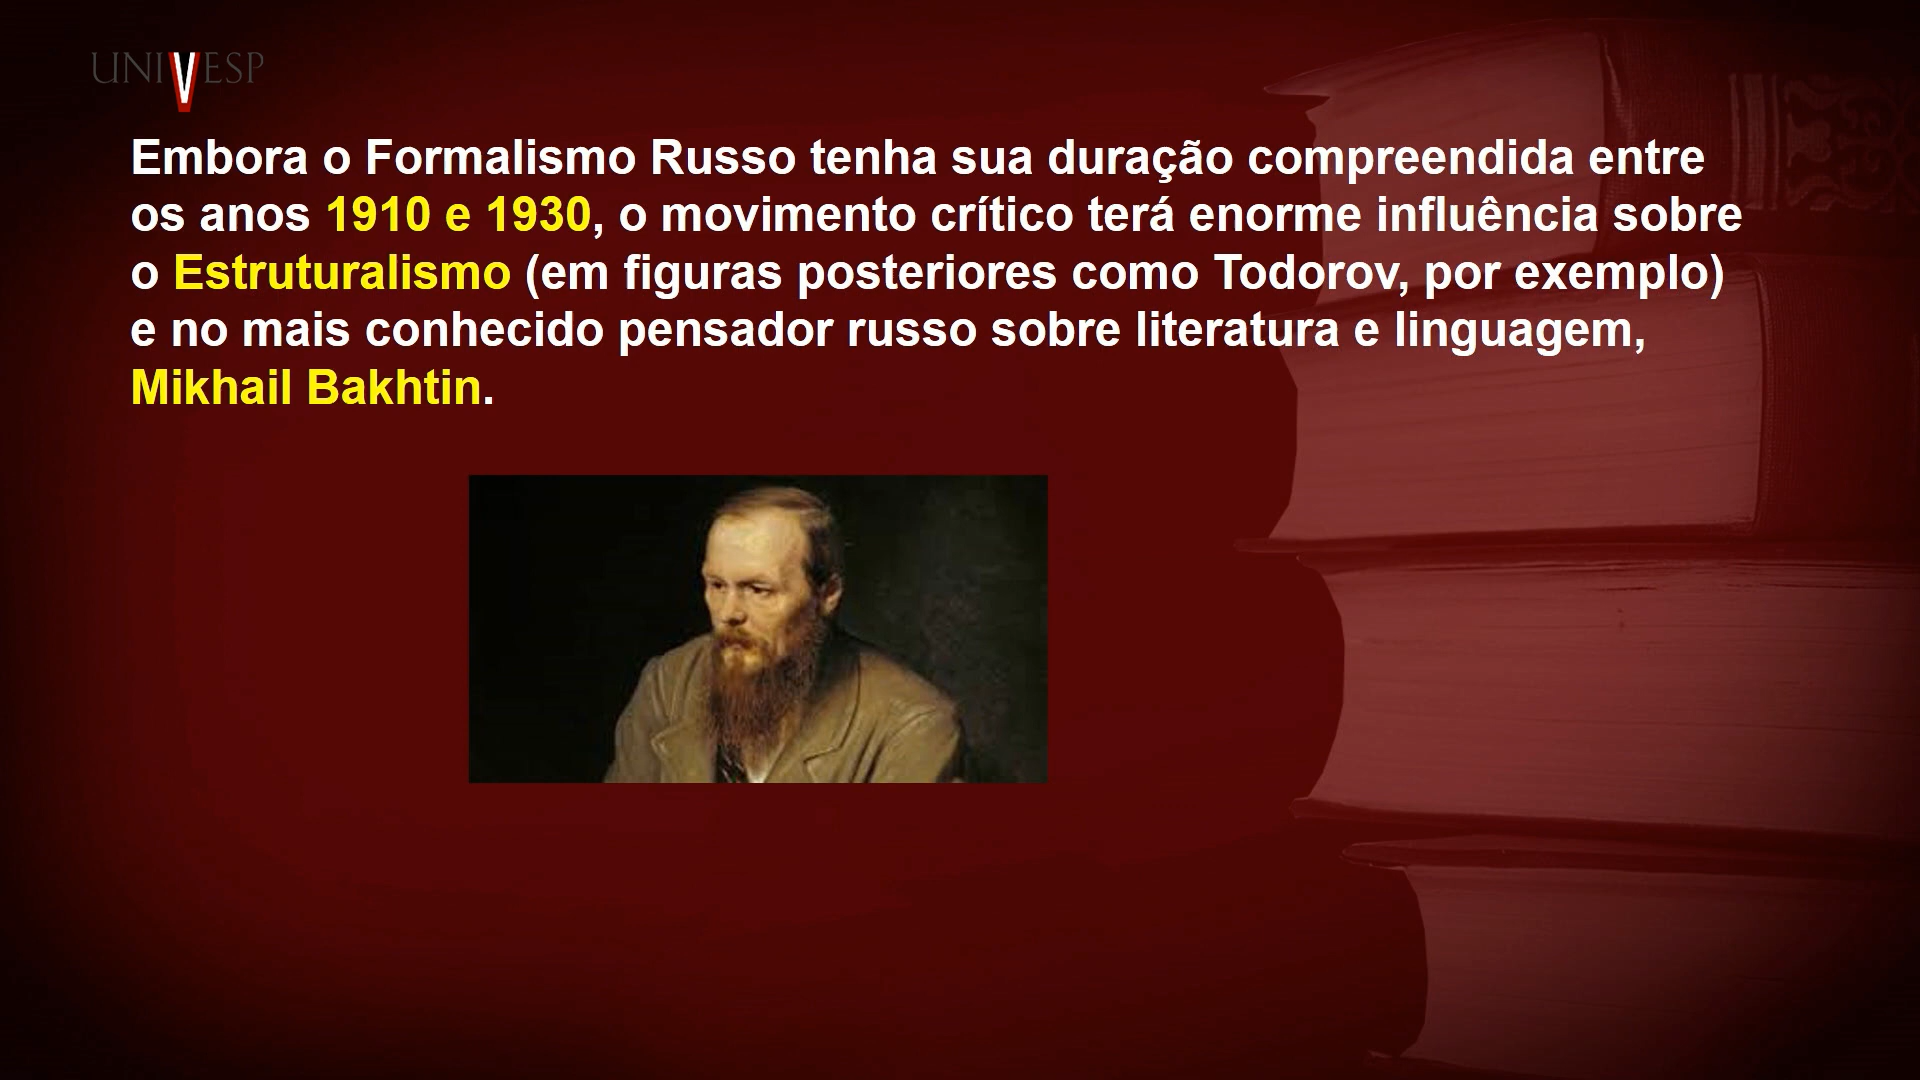 UNIVESP
Embora o Formalismo Russo tenha sua duração compreendida entre
os anos 1910 e 1930, o movimento crítico terá enorme influência sobre
o Estruturalismo (em figuras posteriores como Todorov, por exemplo)
e no mais conhecido pensador russo sobre literatura e linguagem,
Mikhail Bakhtin.